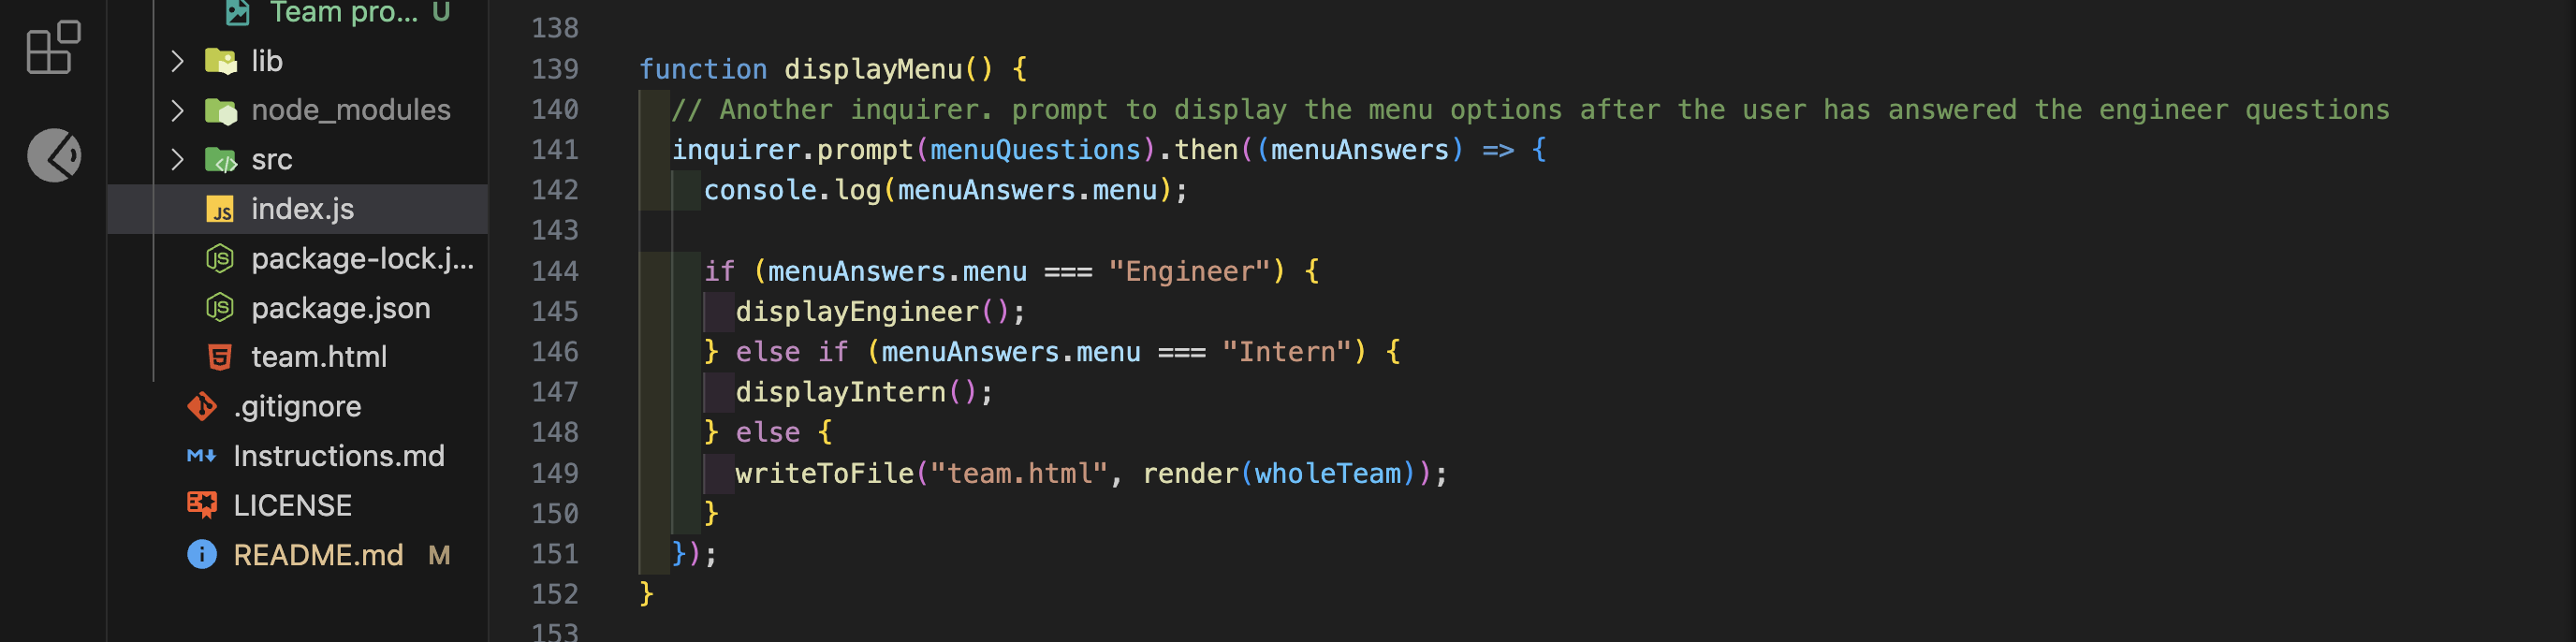 Team pro... U
lib
node_modules
src
JS index.js
JS package-lock.j...
JS package.json
5 team.html
.gitignore
M Instructions.md
LICENSE
i README.md M
138
139 function displayMenu() {
140 // Another inquirer. prompt to display the menu options after the user has answered the engineer questions
141 inquirer.prompt(menuQuestions).then((menuAnswers) => {
142 console.log(menuAnswers.menu);
143
144 if (menuAnswers.menu === "Engineer") {
145 displayEngineer();
146 } else if (menuAnswers.menu === "Intern") {
147 displayIntern();
148 } else {
149 writeToFile("team.html", render(wholeTeam));
150 }
151 });
152 }
153